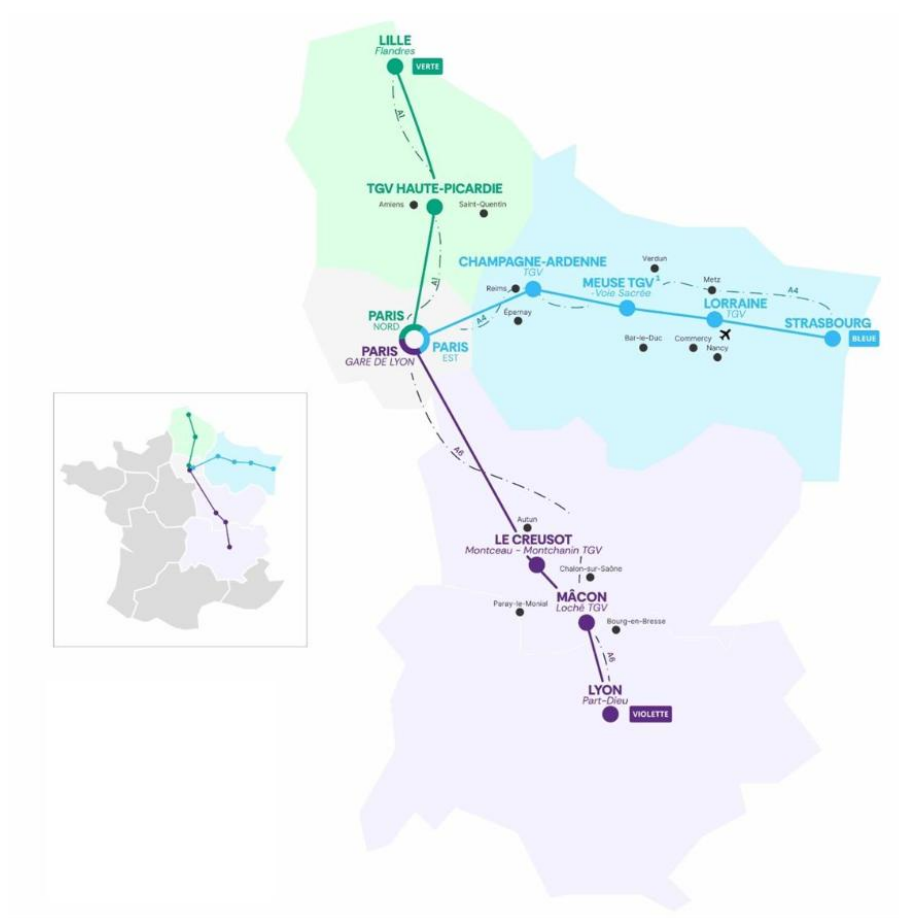 LILLE
Flandres
VERTE
A1
TGV HAUTE-PICARDIE
Amiens
Saint-Quentin
A1
CHAMPAGNE-ARDENNE
TGV
Verdun
MEUSE TGV 1
-Voie Sacrée
Metz
A4
Reims
LORRAINE
TGV
Épernay
A4
STRASBOURG
BLEUE
PARIS
NORD
PARIS
EST
PARIS
GARE DE LYON
Bar-le-Duc
Commercy
Nancy
A6
Autun
LE CREUSOT
Montceau - Montchanin TGV
Chalon-sur-Saône
MÂCON
Loché TGV
Paray-le-Monial
Bourg-en-Bresse
A6
LYON
Part-Dieu
VIOLETTE